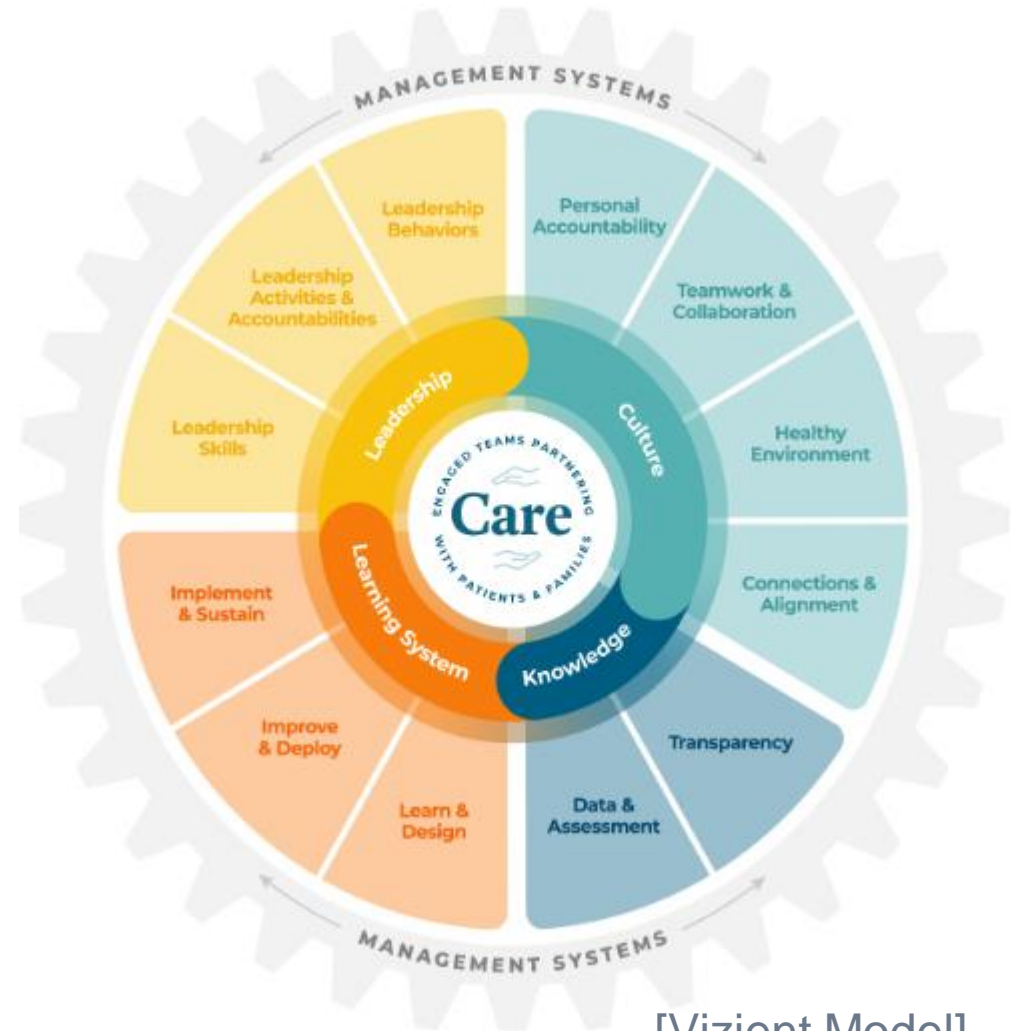 MANAGEMENT SYSTEMS
Leadership
Behaviors
Personal
Accountability
Leadership
Activities &
Accountabilities
Teamwork &
Collaboration
Leadership
Skills
Healthy
Environment
Leadership
Culture
ENGAGED TEAMS PARTNERING
Care
WITH PATIENTS & FAMILIES
Learning System
Knowledge
Implement
& Sustain
Connections &
Alignment
Improve
& Deploy
Transparency
Learn &
Design
Data &
Assessment
MANAGEMENT SYSTEMS
[Vizient Model]